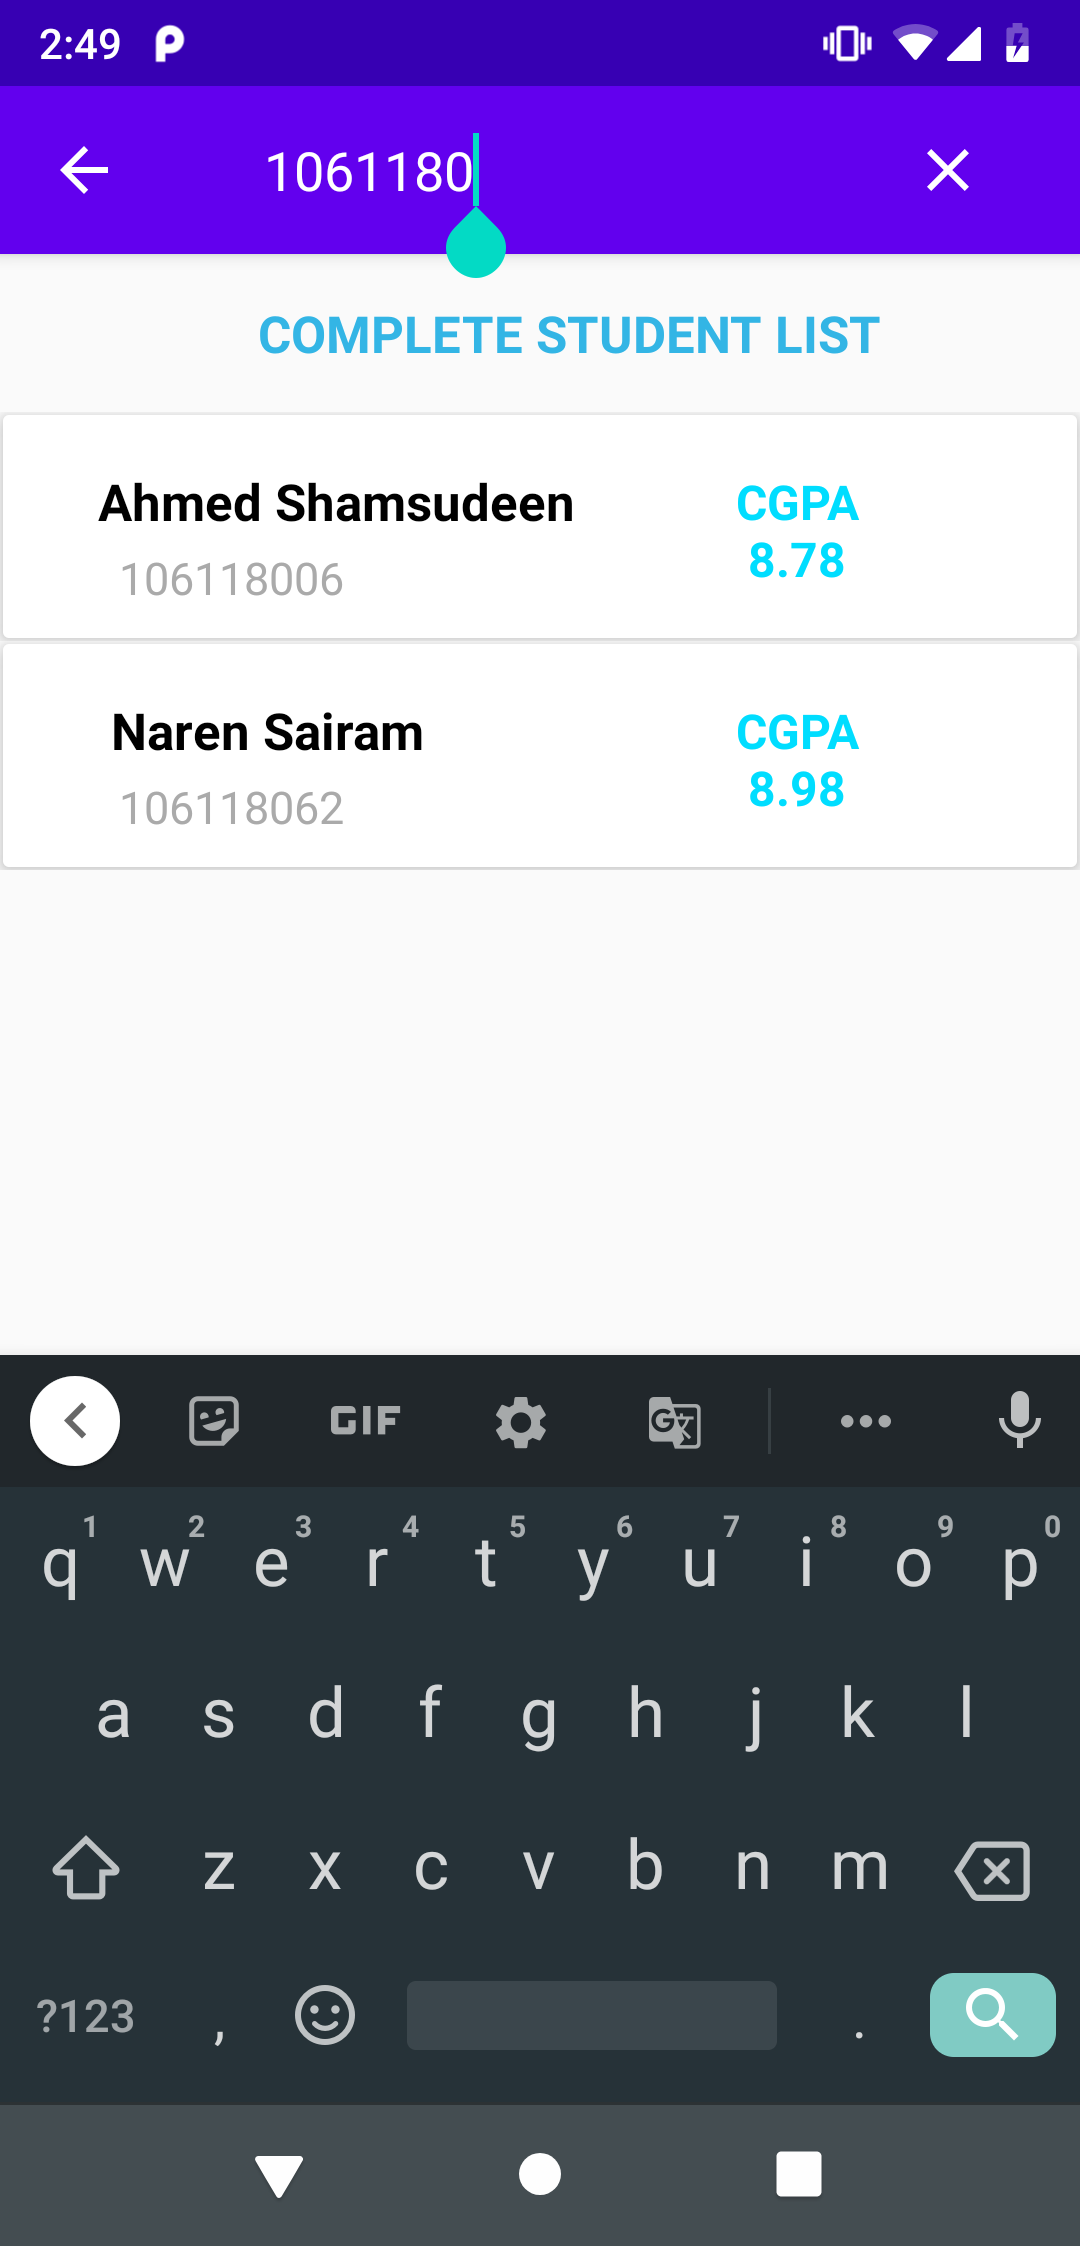 2:49
1061180
COMPLETE STUDENT LIST
Ahmed Shamsudeen
106118006
CGPA
8.78
Naren Sairam
106118062
CGPA
8.98
GIF
G 文
1 2 3 4 5 6 7 8 9 0
q w e r t y u i o p
a s d f g h j k l
z x c v b n m
?123 , .